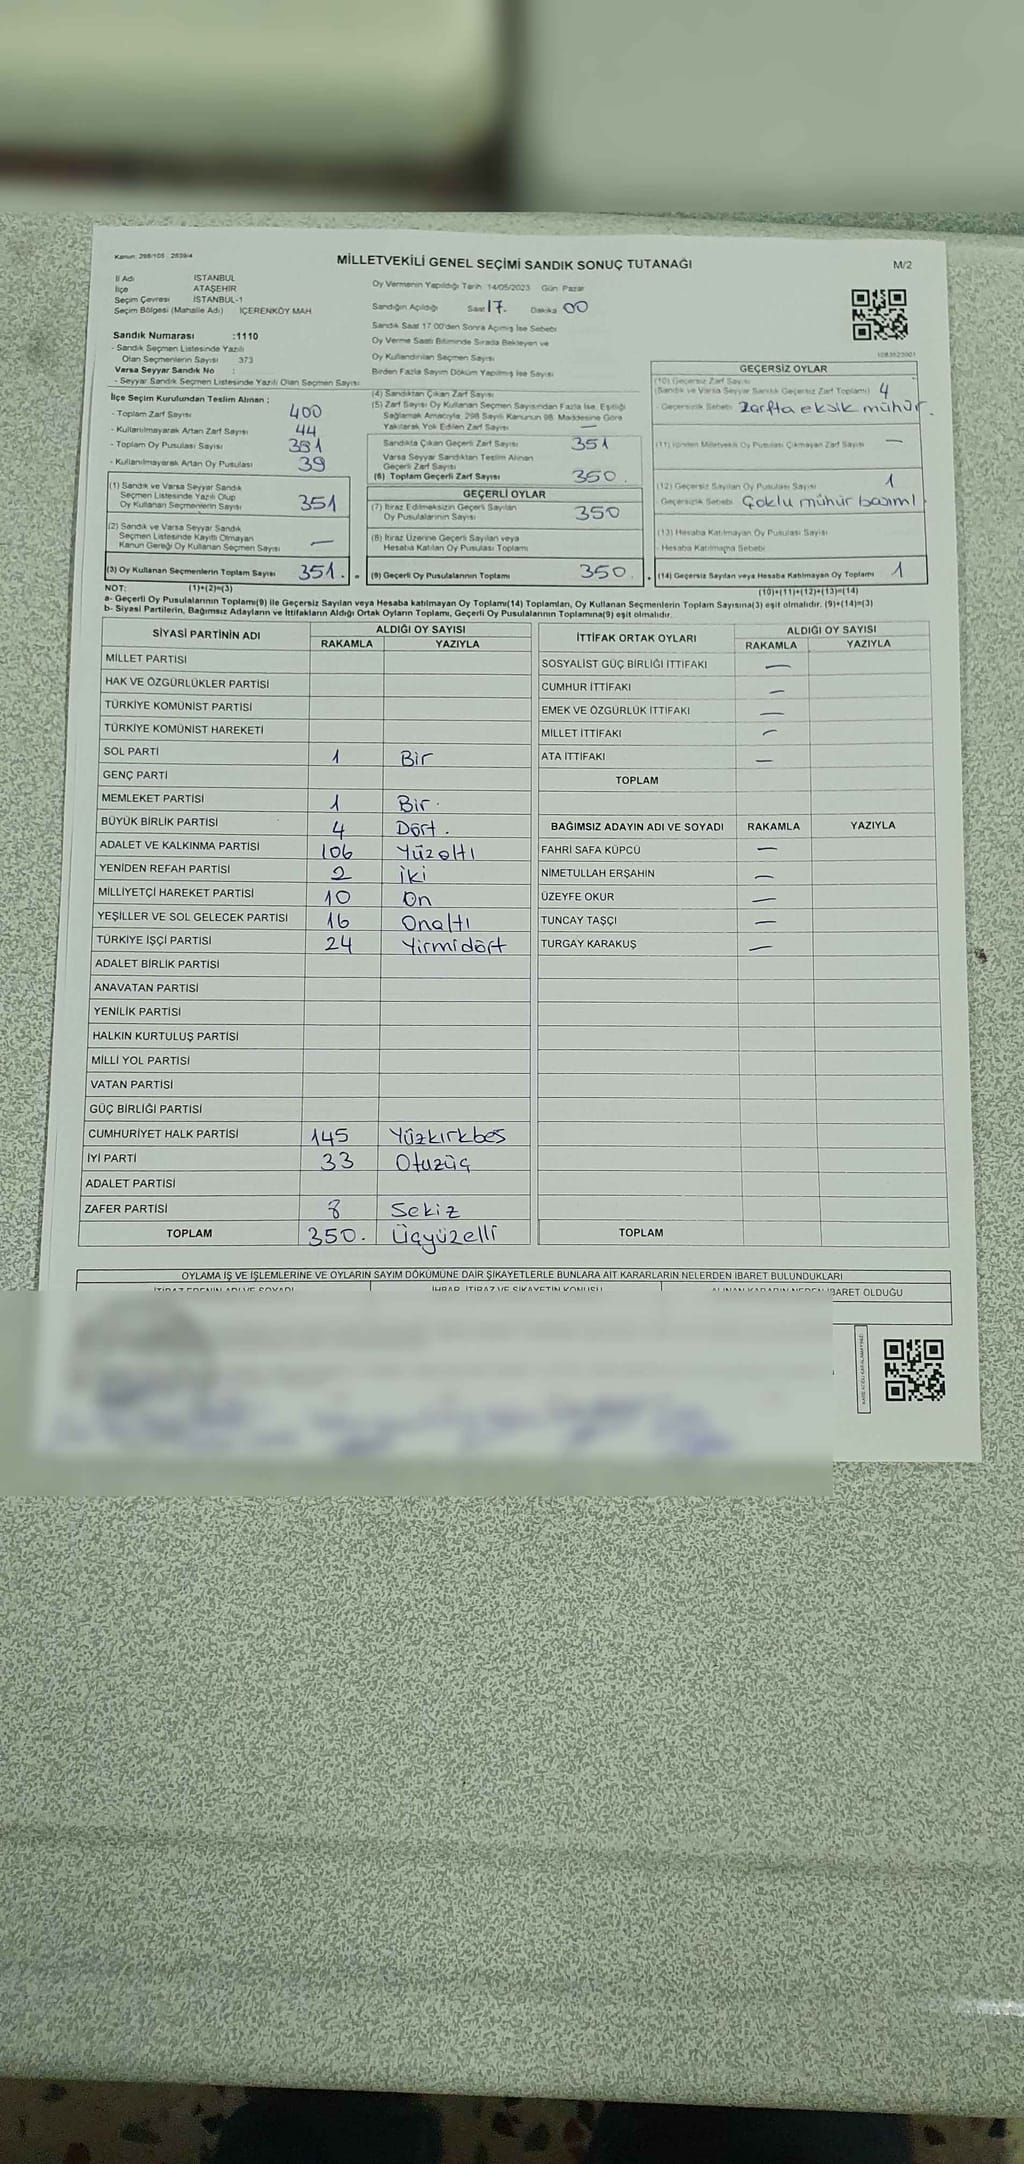 Kanun: 298/105 2839/4
MİLLETVEKİLİ GENEL SEÇİMİ SANDIK SONUÇ TUTANAĞI
M/2
İl Adı İSTANBUL
İlçe ATAŞEHİR
Seçim Çevresi İSTANBUL-1
Seçim Bölgesi (Mahalle Adı) İÇERENKÖY MAH
Oy Vermenin Yapıldığı Tarih 14/05/2023 Gün Pazar
Sandığın Açıldığı Saat 17. Dakika 00
Sandık Saat 17.00'den Sonra Açılmış İse Sebebi
Oy Verme Saati Bitiminde Sırada Bekleyen ve
Oy Kullandırılan Seçmen Sayısı
Birden Fazla Sayım Döküm Yapılmış İse Sayısı
Sandık Numarası :1110
- Sandık Seçmen Listesinde Yazılı
Olan Seçmenlerin Sayısı 373
Varsa Seyyar Sandık No :
- Seyyar Sandık Seçmen Listesinde Yazılı Olan Seçmen Sayısı
İlçe Seçim Kurulundan Teslim Alınan :
- Toplam Zarf Sayısı 400
- Kullanılmayarak Artan Zarf Sayısı 44
- Toplam Oy Pusulası Sayısı
- Kullanılmayarak Artan Oy Pusulası 39
(1) Sandık ve Varsa Seyyar Sandık
Seçmen Listesinde Yazılı Olup
Oy Kullanan Seçmenlerin Sayısı 351
(2) Sandık ve Varsa Seyyar Sandık
Seçmen Listesinde Kayıtlı Olmayan
Kanun Gereği Oy Kullanan Seçmen Sayısı —
(3) Oy Kullanan Seçmenlerin Toplam Sayısı 351.
(4) Sandıktan Çıkan Zarf Sayısı
(5) Zarf Sayısı Oy Kullanan Seçmen Sayısından Fazla İse, Eşitliği
Sağlamak Amacıyla, 298 Sayılı Kanunun 98. Maddesine Göre
Yakılarak Yok Edilen Zarf Sayısı —
Sandıkta Çıkan Geçerli Zarf Sayısı 351
Varsa Seyyar Sandıktan Teslim Alınan
Geçerli Zarf Sayısı
(6) Toplam Geçerli Zarf Sayısı 350.
GEÇERLİ OYLAR
(7) İtiraz Edilmeksizin Geçerli Sayılan
Oy Pusulalarının Sayısı 350
(8) İtiraz Üzerine Geçerli Sayılan veya
Hesaba Katılan Oy Pusulası Toplamı
= (9) Geçerli Oy Pusulalarının Toplamı 350.
1083523001
GEÇERSİZ OYLAR
(10) Geçersiz Zarf Sayısı
(Sandık ve Varsa Seyyar Sandık Geçersiz Zarf Toplamı) 4
- Geçersizlik Sebebi Zarfta eksik mühür.
(11) İçinden Milletvekili Oy Pusulası Çıkmayan Zarf Sayısı —
(12) Geçersiz Sayılan Oy Pusulası Sayısı 1
- Geçersizlik Sebebi Çoklu mühür basımı
(13) Hesaba Katılmayan Oy Pusulası Sayısı
- Hesaba Katılmama Sebebi
+ (14) Geçersiz Sayılan veya Hesaba Katılmayan Oy Toplamı 1
NOT: (1)+(2)=(3)
(10)+(11)+(12)+(13)=(14)
a- Geçerli Oy Pusulalarının Toplamı(9) ile Geçersiz Sayılan veya Hesaba katılmayan Oy Toplamı(14) Toplamları, Oy Kullanan Seçmenlerin Toplam Sayısına(3) eşit olmalıdır. (9)+(14)=(3)
b- Siyasi Partilerin, Bağımsız Adayların ve İttifakların Aldığı Ortak Oyların Toplamı, Geçerli Oy Pusulalarının Toplamına(9) eşit olmalıdır.
SİYASİ PARTİNİN ADI ALDIĞI OY SAYISI
RAKAMLA YAZIYLA
MİLLET PARTİSİ
HAK VE ÖZGÜRLÜKLER PARTİSİ
TÜRKİYE KOMÜNİST PARTİSİ
TÜRKİYE KOMÜNİST HAREKETİ
SOL PARTİ 1 Bir
GENÇ PARTİ
MEMLEKET PARTİSİ 1 Bir.
BÜYÜK BİRLİK PARTİSİ 4 Dört.
ADALET VE KALKINMA PARTİSİ 106 Yüzaltı
YENİDEN REFAH PARTİSİ 2 iki
MİLLİYETÇİ HAREKET PARTİSİ 10 On
YEŞİLLER VE SOL GELECEK PARTİSİ 16 Onaltı
TÜRKİYE İŞÇİ PARTİSİ 24 Yirmidört
ADALET BİRLİK PARTİSİ
ANAVATAN PARTİSİ
YENİLİK PARTİSİ
HALKIN KURTULUŞ PARTİSİ
MİLLİ YOL PARTİSİ
VATAN PARTİSİ
GÜÇ BİRLİĞİ PARTİSİ
CUMHURİYET HALK PARTİSİ 145 Yüzkırkbes
İYİ PARTİ 33 Otuzüç
ADALET PARTİSİ
ZAFER PARTİSİ 8 Sekiz
TOPLAM 350. Üçyüzelli
İTTİFAK ORTAK OYLARI ALDIĞI OY SAYISI
RAKAMLA YAZIYLA
SOSYALİST GÜÇ BİRLİĞİ İTTİFAKI —
CUMHUR İTTİFAKI —
EMEK VE ÖZGÜRLÜK İTTİFAKI —
MİLLET İTTİFAKI —
ATA İTTİFAKI —
TOPLAM
BAĞIMSIZ ADAYIN ADI VE SOYADI RAKAMLA YAZIYLA
FAHRİ SAFA KÜPCÜ —
NİMETULLAH ERŞAHİN —
ÜZEYFE OKUR —
TUNCAY TAŞÇI —
TURGAY KARAKUŞ —
TOPLAM
OYLAMA İŞ VE İŞLEMLERİNE VE OYLARIN SAYIM DÖKÜMÜNE DAİR ŞİKAYETLERLE BUNLARA AİT KARARLARIN NELERDEN İBARET BULUNDUKLARI
İTİRAZ EDENİN ADI VE SOYADI İHBAR, İTİRAZ VE ŞİKAYETİN KONUSU ALINAN KARARIN NEDEN İBARET OLDUĞU